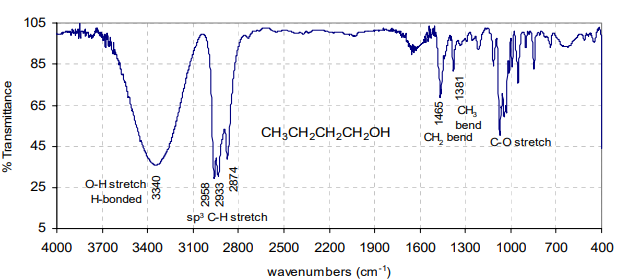 105
85
65
45
25
5
% Transmittance
4000 3700 3400 3100 2800 2500 2200 1900 1600 1300 1000 700 400
wavenumbers (cm⁻¹)
O-H stretch
H-bonded
3340
2958
2933
2874
sp³ C-H stretch
CH₃CH₂CH₂CH₂OH
1465
CH₂ bend
1381
CH₃
bend
C-O stretch